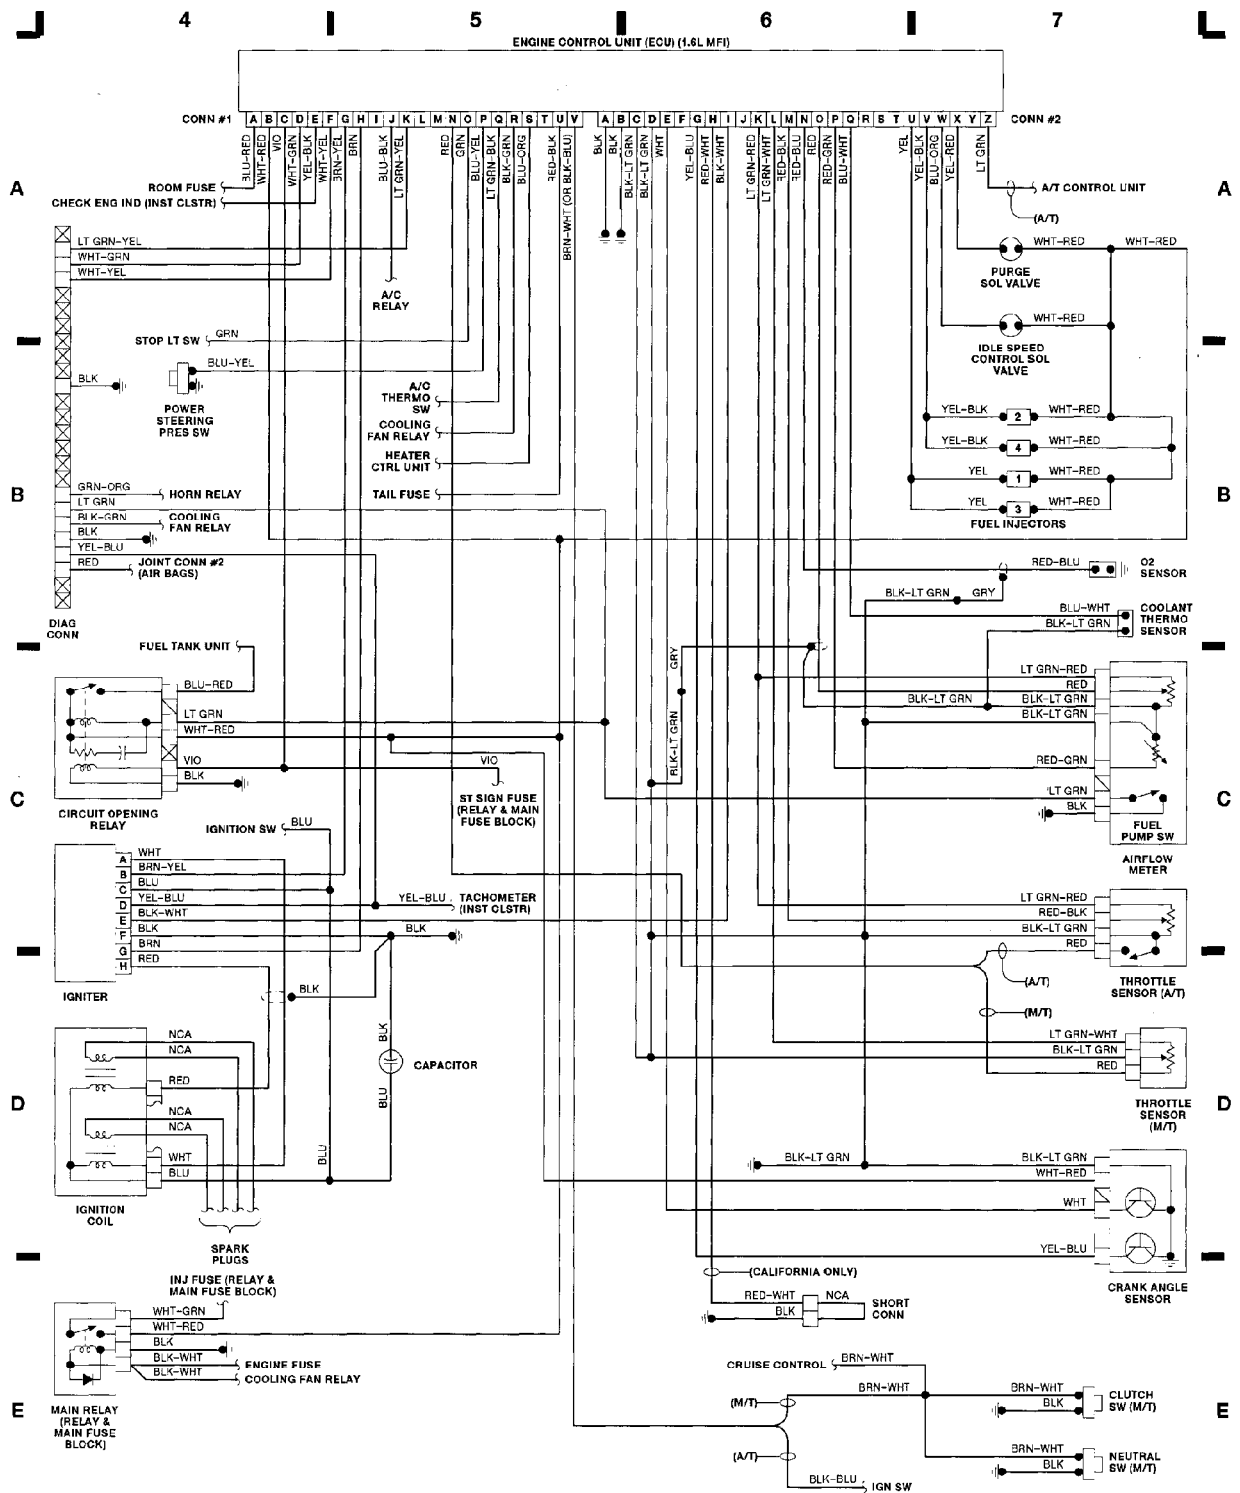 4 5 6 7
ENGINE CONTROL UNIT (ECU) (1.6L MFI)
CONN #1 A B C D E F G H I J K L M N O P Q R S T U V A B C D E F G H I J K L M N O P Q R S T U V W X Y Z CONN #2
BLU-RED
WHT-RED
VIO
WHT-GRN
YEL-BLK
WHT-YEL
BRN-YEL
BRN
BLU-BLK
LT GRN-YEL
RED
GRN
BLU-YEL
LT GRN-BLK
BLK-GRN
BLU-ORG
RED-BLK
BRN-WHT (OR BLK-BLU)
BLK
BLK
BLK-LT GRN
BLK-LT GRY
WHT
YEL-BLU
RED-WHT
BLK-WHT
LT GRN-RED
LT GRN-WHT
RED-BLK
RED-BLU
RED
RED-GRN
BLU-WHT
YEL
YEL-BLK
BLU-ORG
YEL-RED
LT GRN
A
ROOM FUSE
CHECK ENG IND (INST CLSTR)
A/T CONTROL UNIT
(A/T)
A
LT GRN-YEL
WHT-GRN
WHT-YEL
A/C
RELAY
WHT-RED
WHT-RED
PURGE
SOL VALVE
WHT-RED
IDLE SPEED
CONTROL SOL
VALVE
STOP LT SW
GRN
BLU-YEL
BLK
POWER
STEERING
PRES SW
A/C
THERMO
SW
COOLING
FAN RELAY
HEATER
CTRL UNIT
TAIL FUSE
YEL-BLK 2 WHT-RED
YEL-BLK 4 WHT-RED
YEL 1 WHT-RED
YEL 3 WHT-RED
FUEL INJECTORS
B
B
GRN-ORG
HORN RELAY
LT GRN
BLK-GRN
COOLING
FAN RELAY
BLK
YEL-BLU
RED
JOINT CONN #2
(AIR BAGS)
DIAG
CONN
RED-BLU
O2
SENSOR
BLK-LT GRN
GRY
BLU-WHT
BLK-LT GRN
COOLANT
THERMO
SENSOR
FUEL TANK UNIT
BLU-RED
LT GRN
WHT-RED
VIO
BLK
VIO
GRY
BLK-LT GRN
C
CIRCUIT OPENING
RELAY
ST SIGN FUSE
(RELAY & MAIN
FUSE BLOCK)
LT GRN-RED
RED
BLK-LT GRN
BLK-LT GRN
BLK-LT GRN
RED-GRN
LT GRN
BLK
FUEL
PUMP SW
AIRFLOW
METER
C
IGNITION SW
BLU
A WHT
B BRN-YEL
C BLU
D YEL-BLU
E BLK-WHT
F BLK
G BRN
H RED
YEL-BLU
TACHOMETER
(INST CLSTR)
BLK
BLK
IGNITER
LT GRN-RED
RED-BLK
BLK-LT GRN
RED
(A/T)
THROTTLE
SENSOR (A/T)
(M/T)
NCA
NCA
RED
NCA
NCA
WHT
BLU
BLK
CAPACITOR
BLU
BLU
LT GRN-WHT
BLK-LT GRN
RED
THROTTLE
SENSOR
(M/T)
D
D
IGNITION
COIL
SPARK
PLUGS
BLK-LT GRN
BLK-LT GRN
WHT-RED
WHT
YEL-BLU
CRANK ANGLE
SENSOR
INJ FUSE (RELAY &
MAIN FUSE BLOCK)
WHT-GRN
WHT-RED
BLK
BLK-WHT
ENGINE FUSE
BLK-WHT
COOLING FAN RELAY
(CALIFORNIA ONLY)
RED-WHT
NCA
BLK
SHORT
CONN
E
MAIN RELAY
(RELAY &
MAIN FUSE
BLOCK)
CRUISE CONTROL
BRN-WHT
(M/T)
BRN-WHT
BRN-WHT
BLK
CLUTCH
SW (M/T)
(A/T)
BRN-WHT
BLK
NEUTRAL
SW (M/T)
BLK-BLU
IGN SW
E